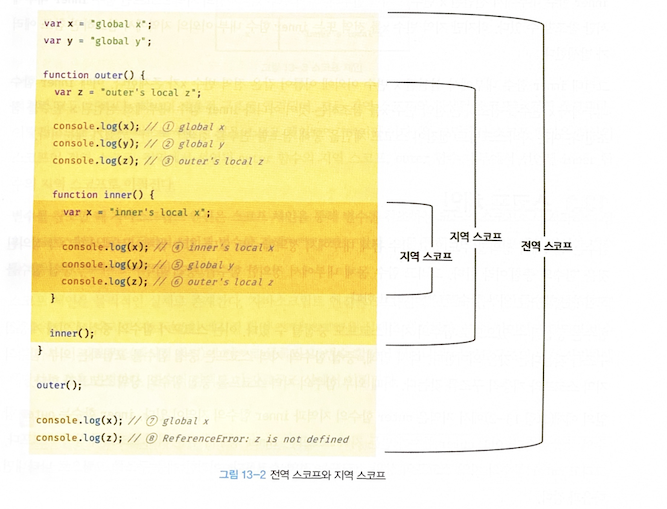 var x = "global x";
var y = "global y";
function outer() {
var z = "outer's local z";
console.log(x); // ① global x
console.log(y); // ② global y
console.log(z); // ③ outer's local z
function inner() {
var x = "inner's local x";
console.log(x); // ④ inner's local x
console.log(y); // ⑤ global y
console.log(z); // ⑥ outer's local z
}
inner();
}
outer();
console.log(x); // ⑦ global x
console.log(z); // ⑧ ReferenceError: z is not defined
지역 스코프
지역 스코프
전역 스코프
그림 13-2 전역 스코프와 지역 스코프